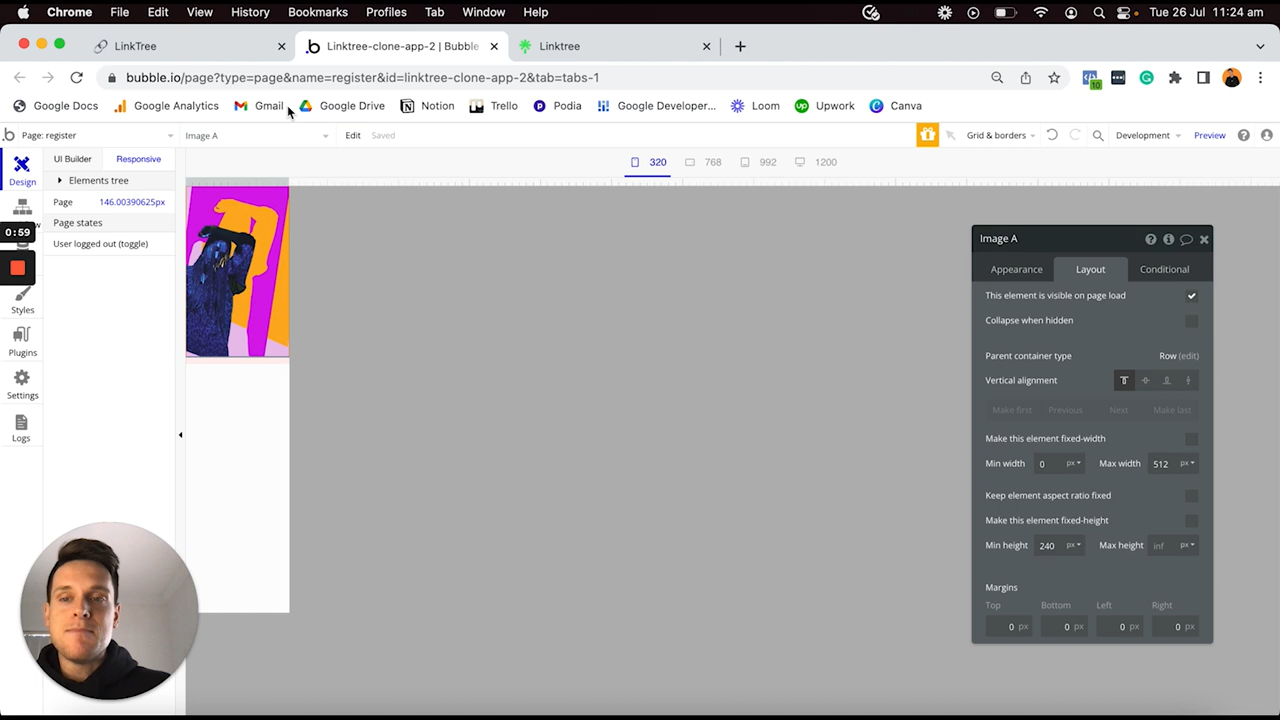 Chrome File Edit View History Bookmarks Profiles Tab Window Help Tue 26 Jul 11:24 am
LinkTree Linktree-clone-app-2 | Bubble Linktree
bubble.io/page?type=page&name=register&id=linktree-clone-app-2&tab=tabs-1 10
Google Docs Google Analytics Gmail Google Drive Notion Trello Podia Google Developer... Loom Upwork Canva
Page: register Image A Edit Saved Grid & borders Development Preview
UI Builder Responsive 320 768 992 1200
Design
Elements tree
Page 146.00390625px
Page states
0:59
User logged out (toggle)
Styles
Plugins
Settings
Logs
Image A
Appearance Layout Conditional
This element is visible on page load
Collapse when hidden
Parent container type Row (edit)
Vertical alignment
Make first Previous Next Make last
Make this element fixed-width
Min width 0 px Max width 512 px
Keep element aspect ratio fixed
Make this element fixed-height
Min height 240 px Max height inf px
Margins
Top Bottom Left Right
0 px 0 px 0 px 0 px